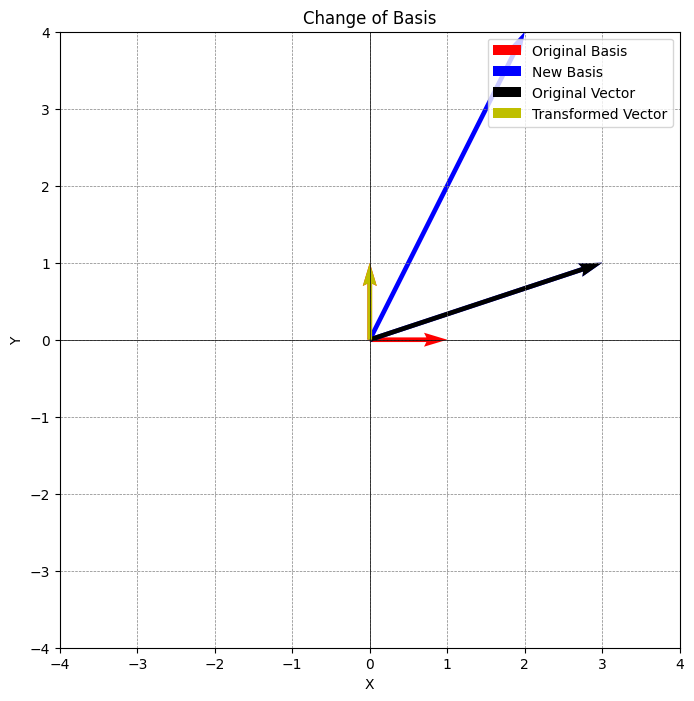 Change of Basis
Original Basis
New Basis
Original Vector
Transformed Vector
4
3
2
1
0
−1
−2
−3
−4
Y
−4 −3 −2 −1 0 1 2 3 4
X